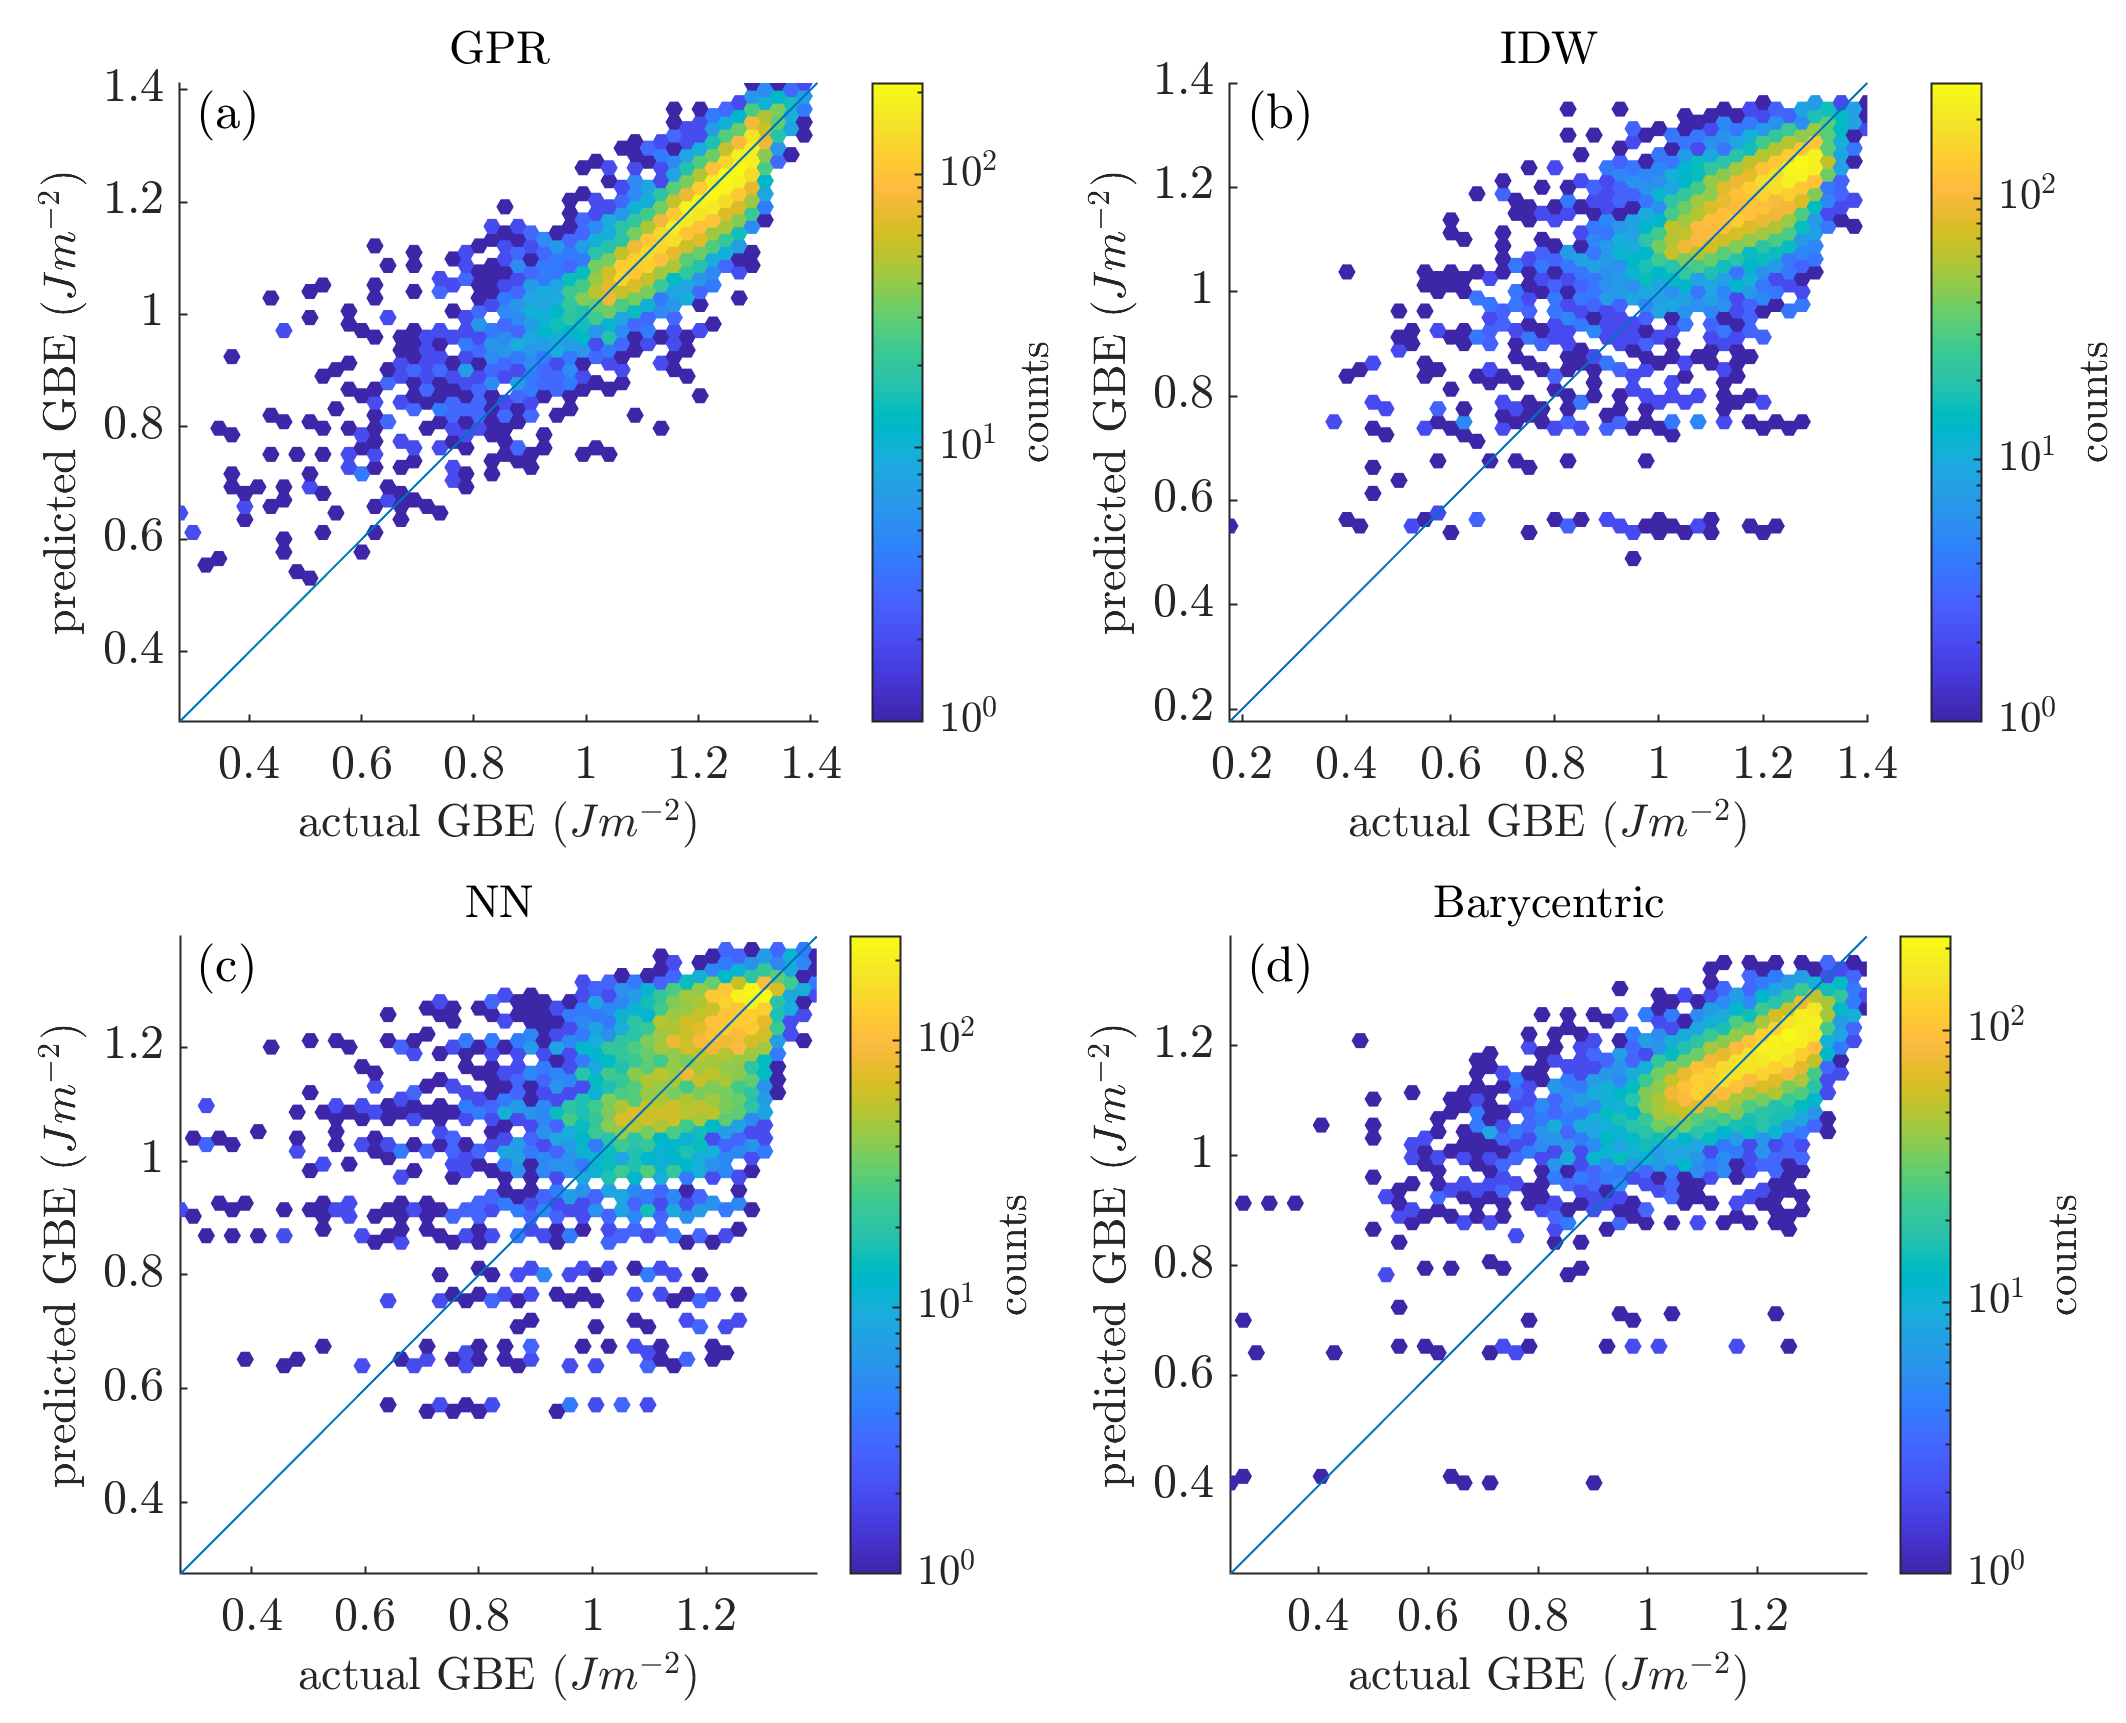 GPR
(a)
1.4
1.2
1
0.8
0.6
0.4
predicted GBE (Jm⁻²)
0.4 0.6 0.8 1 1.2 1.4
actual GBE (Jm⁻²)
10²
10¹
10⁰
counts
IDW
(b)
1.4
1.2
1
0.8
0.6
0.4
0.2
predicted GBE (Jm⁻²)
0.2 0.4 0.6 0.8 1 1.2 1.4
actual GBE (Jm⁻²)
10²
10¹
10⁰
counts
NN
(c)
1.2
1
0.8
0.6
0.4
predicted GBE (Jm⁻²)
0.4 0.6 0.8 1 1.2
actual GBE (Jm⁻²)
10²
10¹
10⁰
counts
Barycentric
(d)
1.2
1
0.8
0.6
0.4
predicted GBE (Jm⁻²)
0.4 0.6 0.8 1 1.2
actual GBE (Jm⁻²)
10²
10¹
10⁰
counts